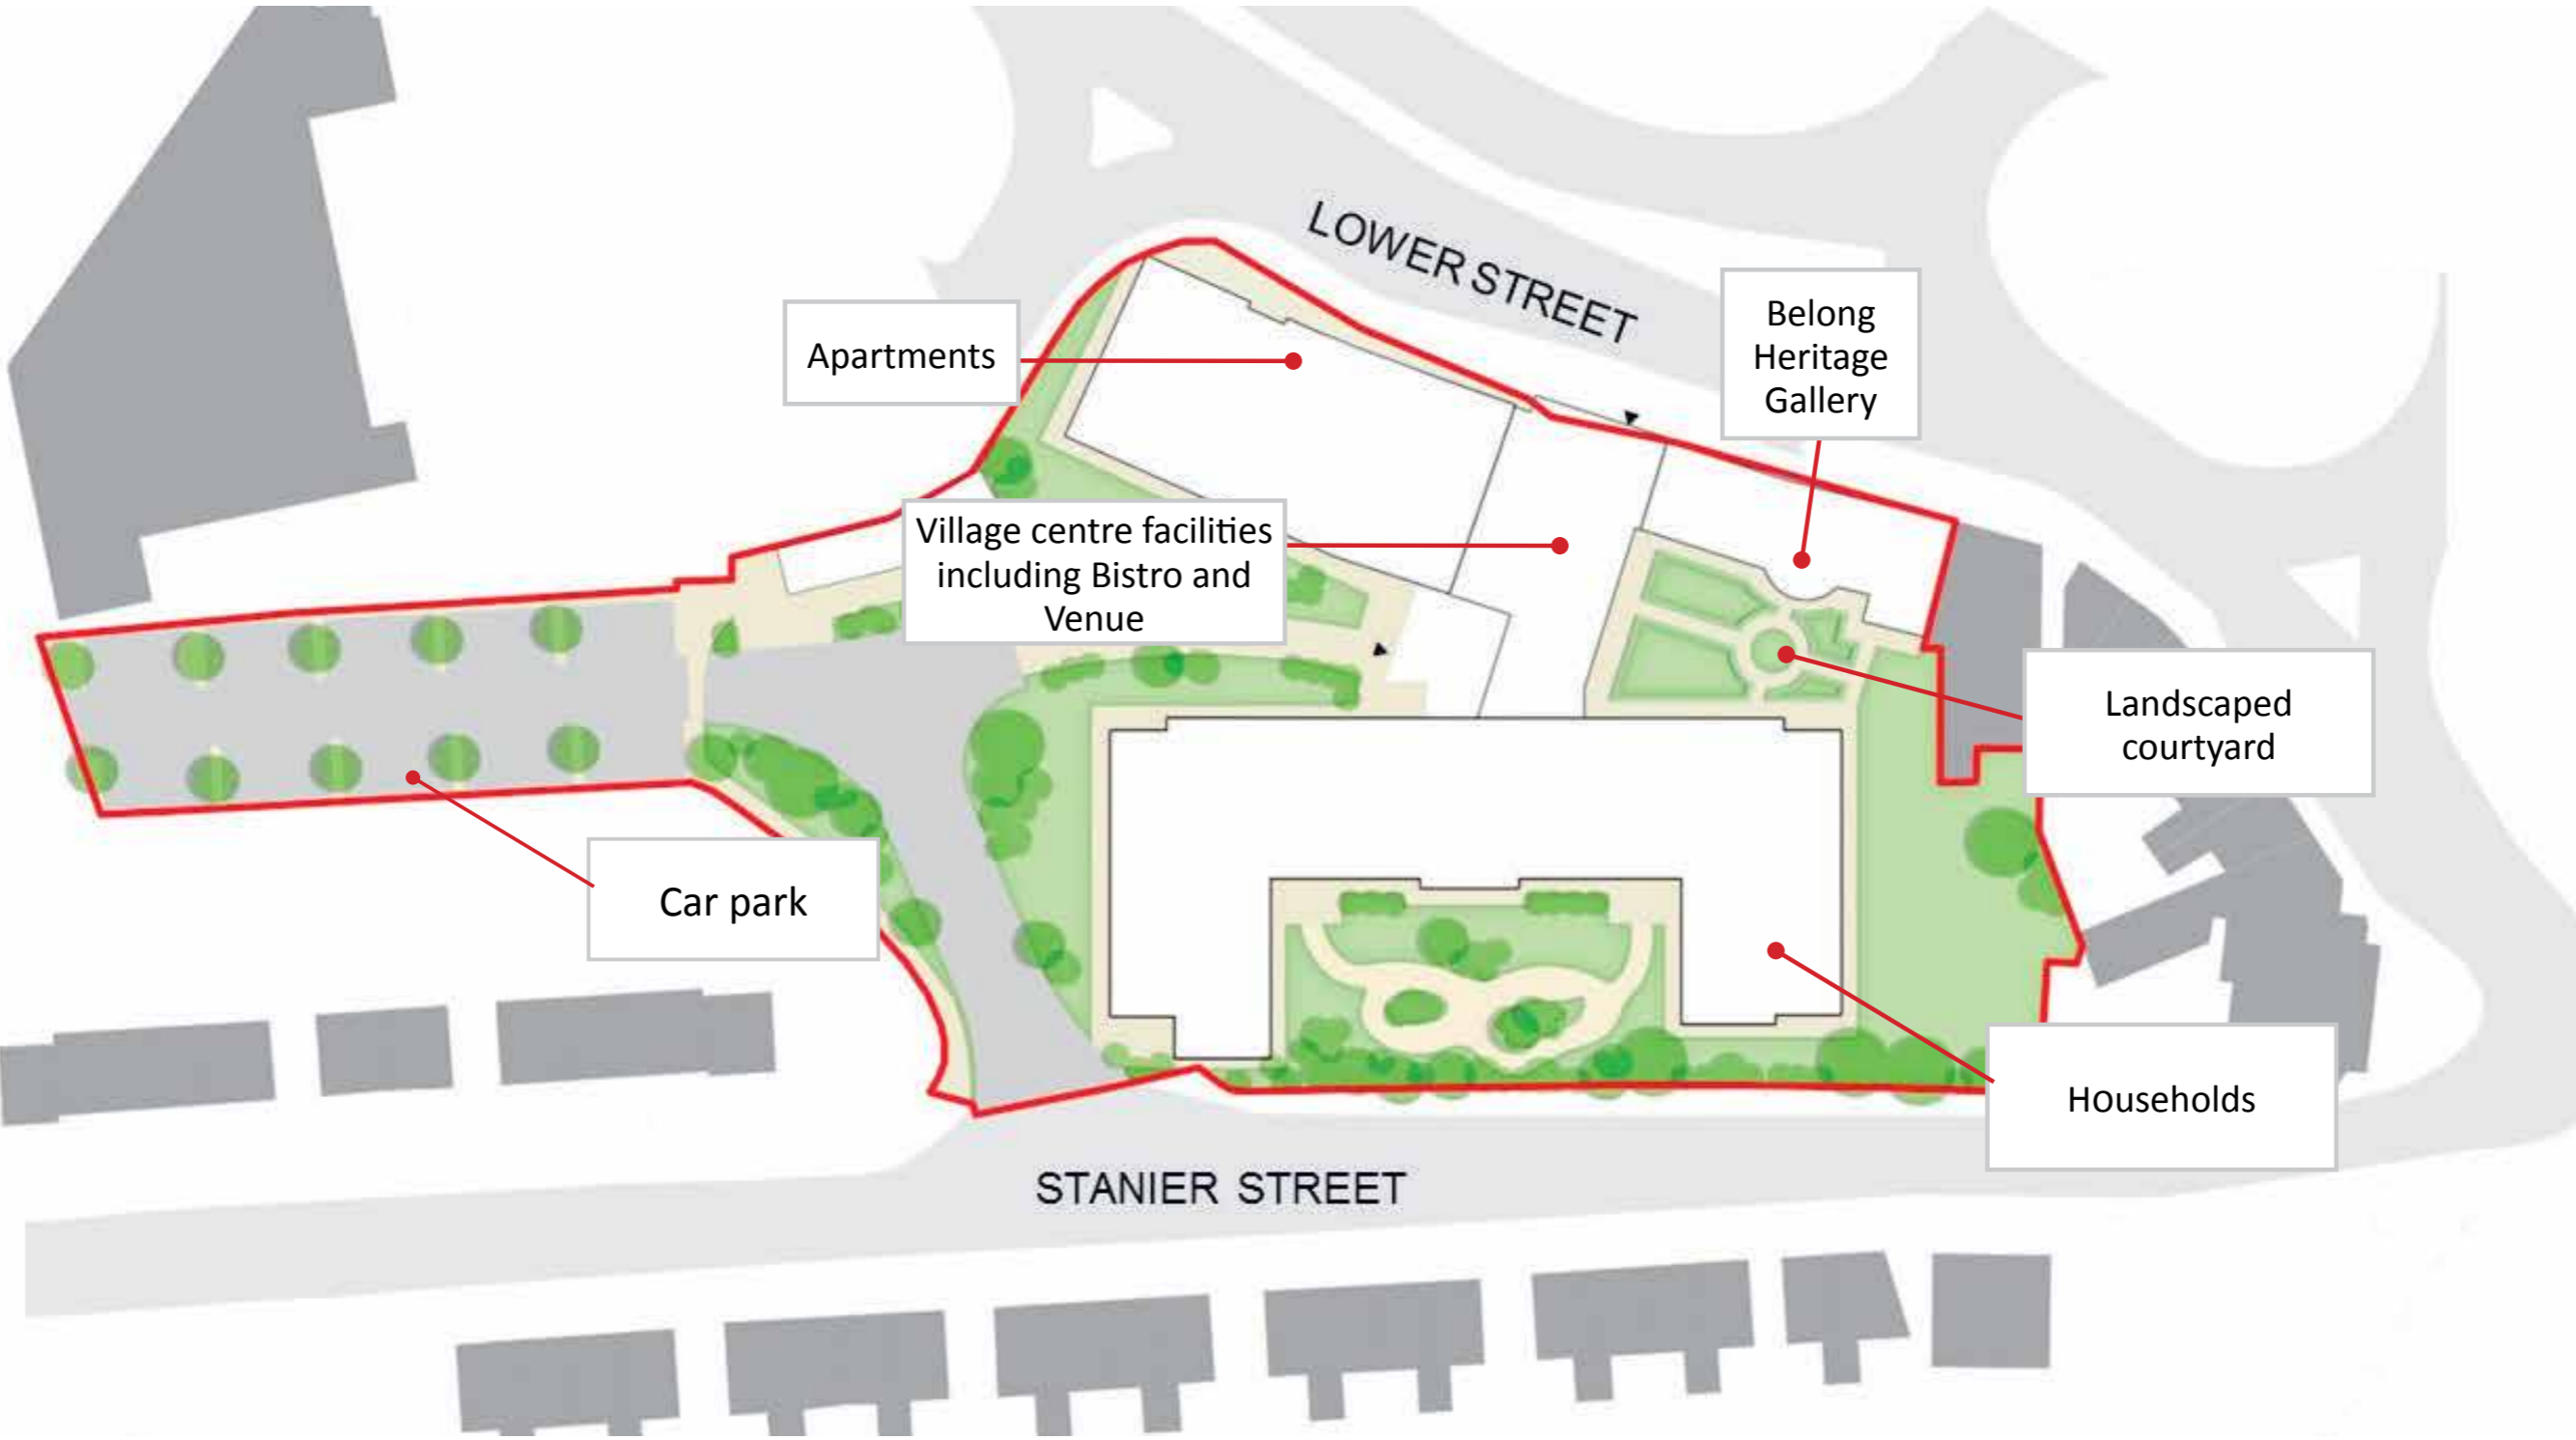 LOWER STREET
Belong
Heritage
Gallery
Apartments
Village centre facilities
including Bistro and
Venue
Landscaped
courtyard
Car park
Households
STANIER STREET